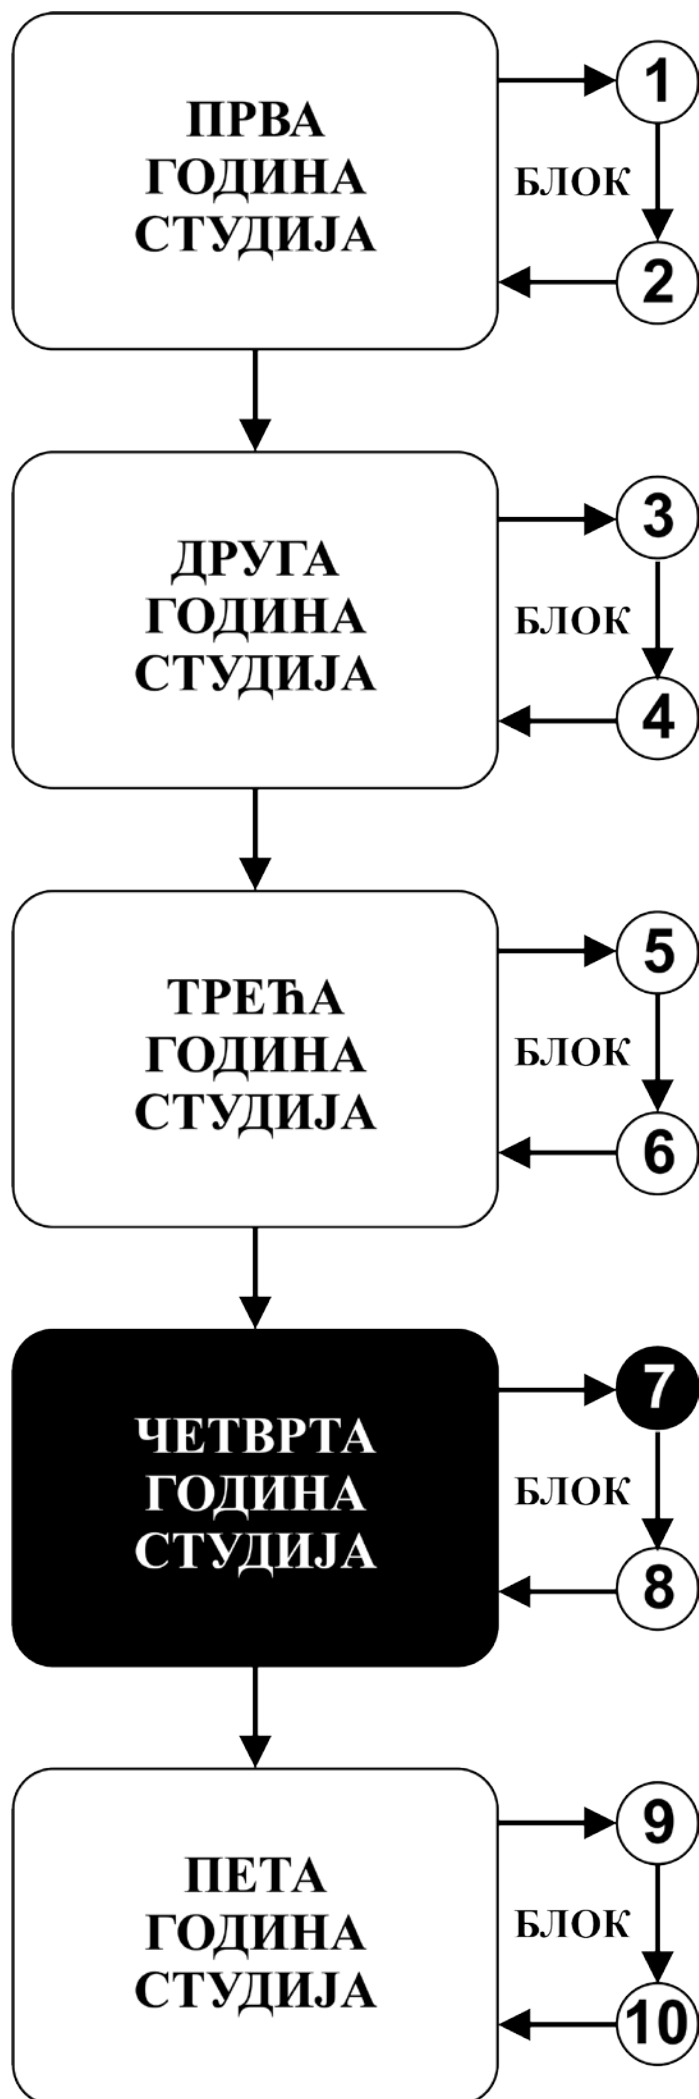 ПРВА
ГОДИНА
СТУДИЈА
1
БЛОК
2
ДРУГА
ГОДИНА
СТУДИЈА
3
БЛОК
4
ТРЕЋА
ГОДИНА
СТУДИЈА
5
БЛОК
6
ЧЕТВРТА
ГОДИНА
СТУДИЈА
7
БЛОК
8
ПЕТА
ГОДИНА
СТУДИЈА
9
БЛОК
10